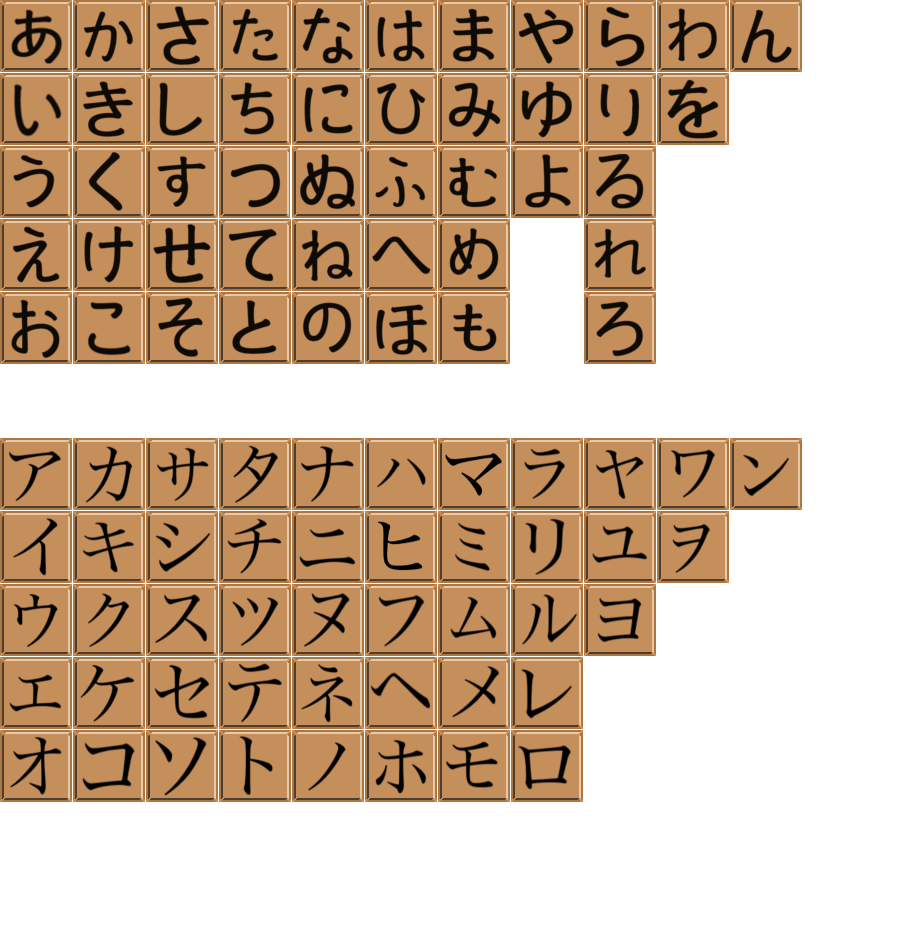 あかさたなはまやらわん
いきしちにひみゆりを
うくすつぬふむよる
えけせてねへめれ
おこそとのほもろ
アカサタナハマラヤワン
イキシチニヒミリユヲ
ウクスツヌフムルヨ
エケセテネヘメレ
オコソトノホモロ